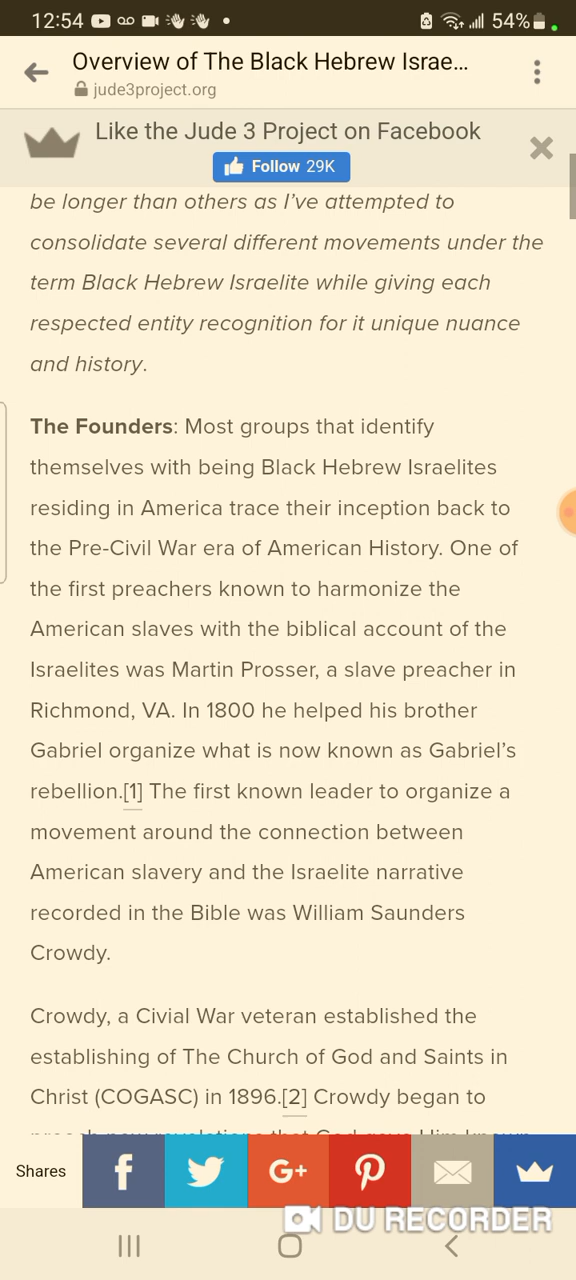 12:54
54%
Overview of The Black Hebrew Israe...
jude3project.org
Like the Jude 3 Project on Facebook
Follow 29K
be longer than others as I've attempted to
consolidate several different movements under the
term Black Hebrew Israelite while giving each
respected entity recognition for it unique nuance
and history.
The Founders: Most groups that identify
themselves with being Black Hebrew Israelites
residing in America trace their inception back to
the Pre-Civil War era of American History. One of
the first preachers known to harmonize the
American slaves with the biblical account of the
Israelites was Martin Prosser, a slave preacher in
Richmond, VA. In 1800 he helped his brother
Gabriel organize what is now known as Gabriel's
rebellion.[1] The first known leader to organize a
movement around the connection between
American slavery and the Israelite narrative
recorded in the Bible was William Saunders
Crowdy.
Crowdy, a Civial War veteran established the
establishing of The Church of God and Saints in
Christ (COGASC) in 1896.[2] Crowdy began to
Shares
G+
DU RECORDER